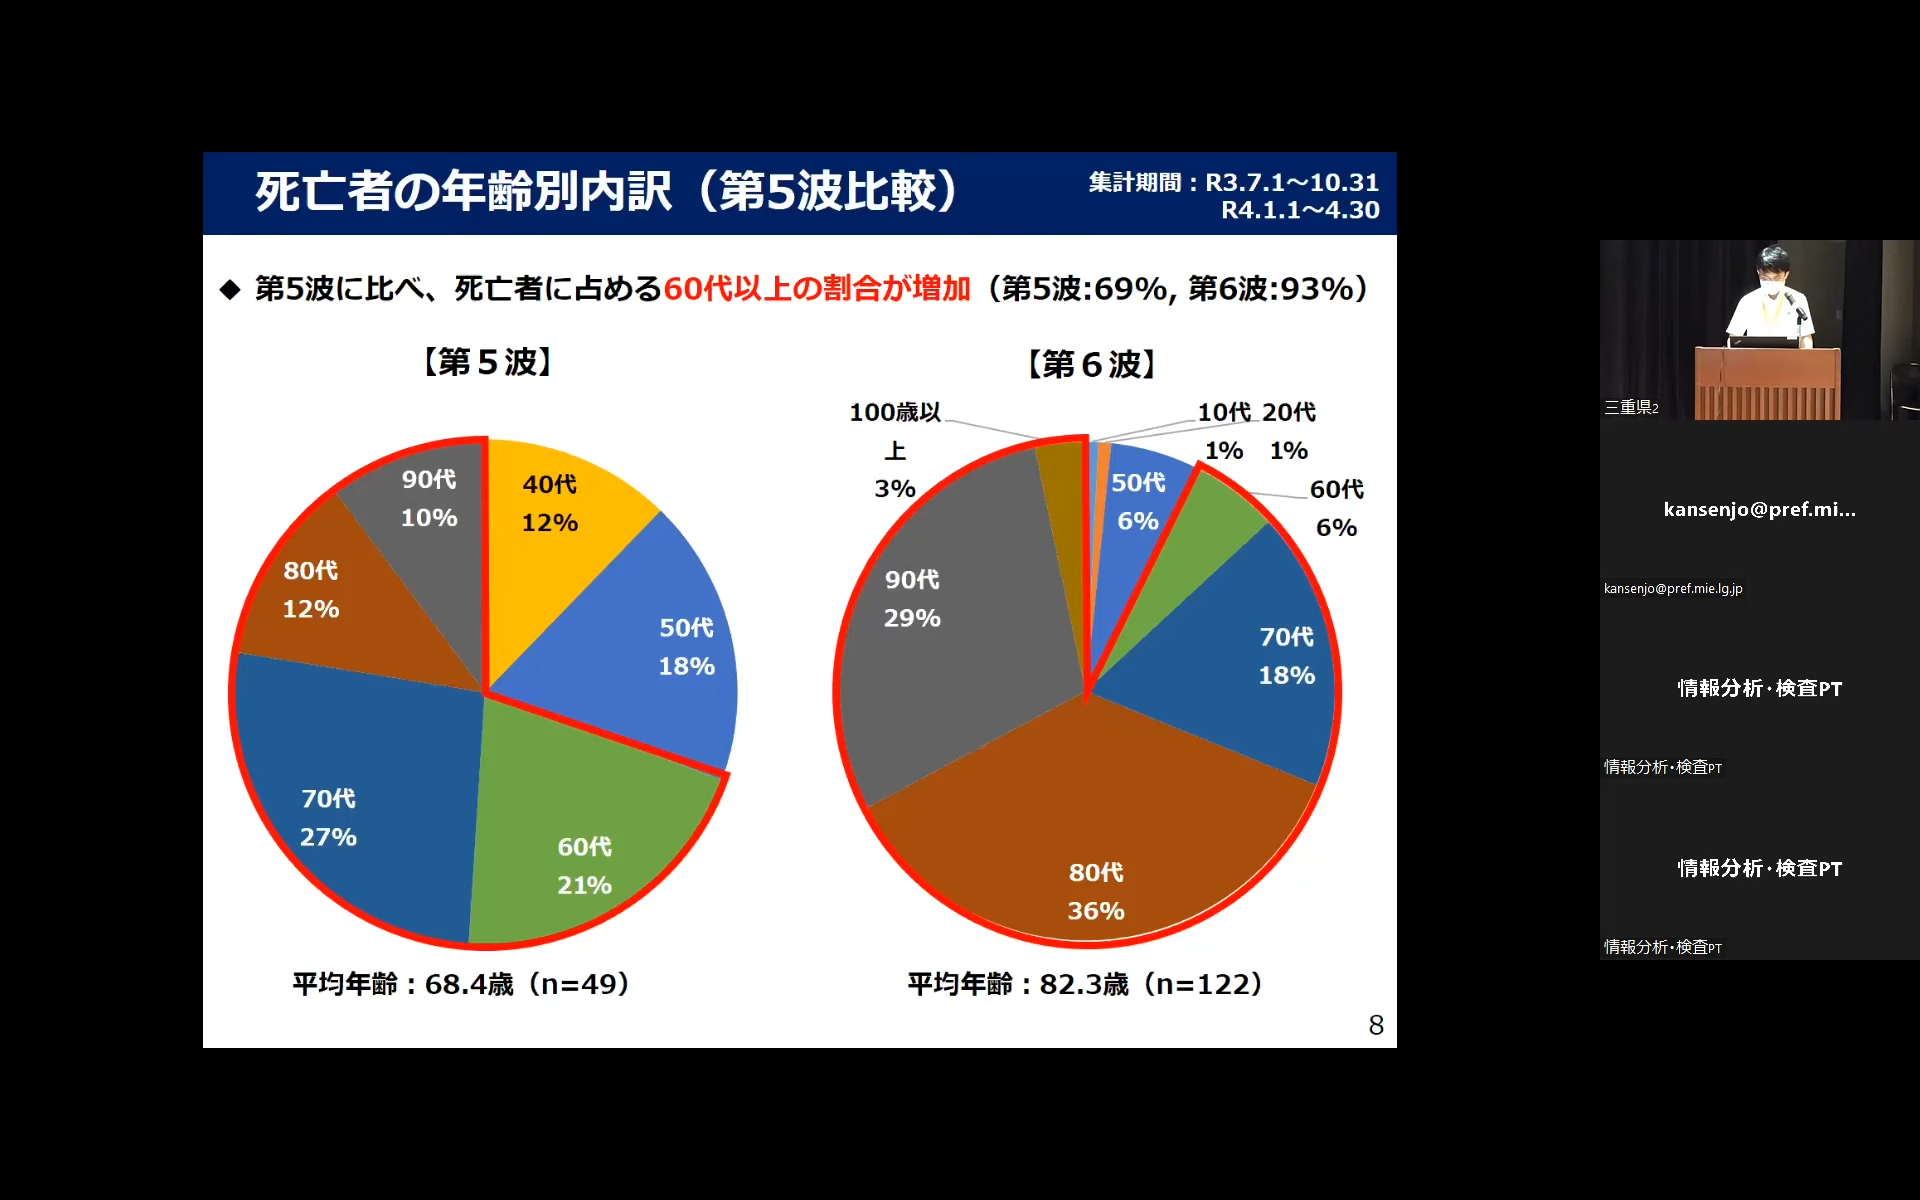 死亡者の年齢別内訳（第5波比較）
集計期間：R3.7.1～10.31
R4.1.1～4.30
◆ 第5波に比べ、死亡者に占める60代以上の割合が増加（第5波:69%, 第6波:93%）
【第５波】
90代
10%
40代
12%
80代
12%
50代
18%
70代
27%
60代
21%
平均年齢：68.4歳（n=49）
【第６波】
100歳以
上
3%
10代
1%
20代
1%
50代
6%
60代
6%
90代
29%
70代
18%
80代
36%
平均年齢：82.3歳（n=122）
8
三重県2
kansenjo@pref.mi...
kansenjo@pref.mie.lg.jp
情報分析・検査PT
情報分析・検査PT
情報分析・検査PT
情報分析・検査PT